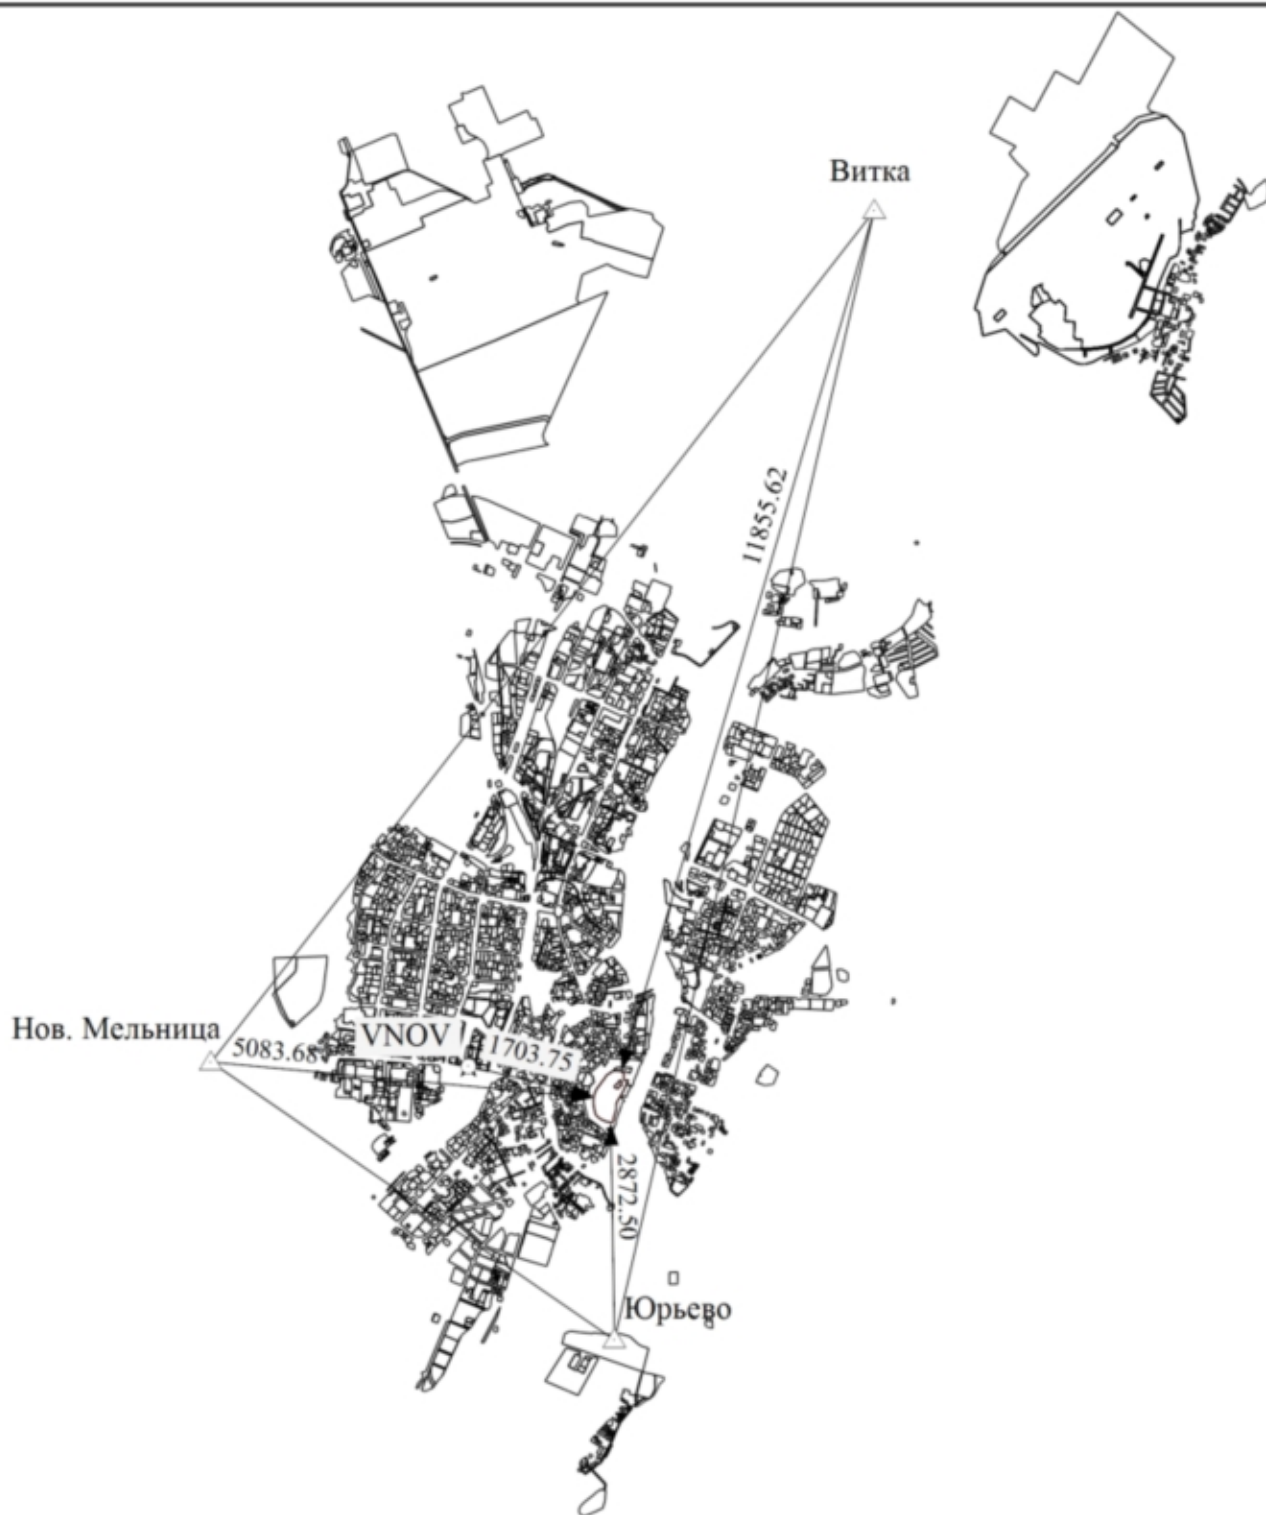 Витка
11855.62
Нов. Мельница
5083.68
VNOV
1703.75
2872.50
Юрьево